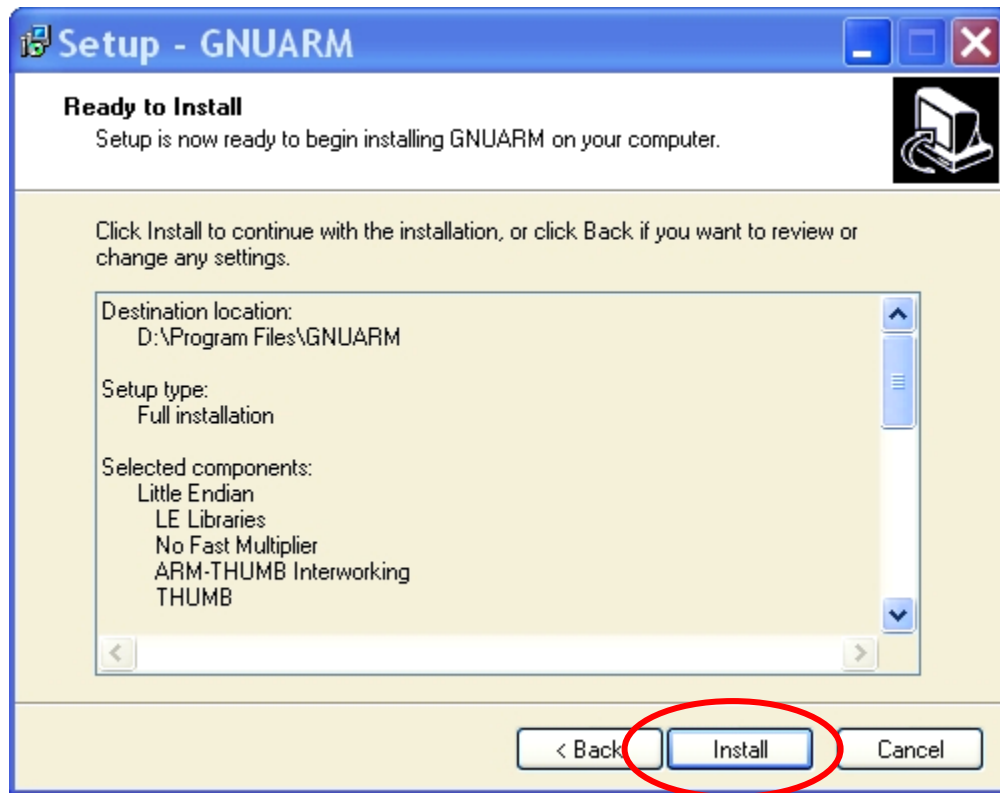 Setup - GNUARM
Ready to Install
Setup is now ready to begin installing GNUARM on your computer.
Click Install to continue with the installation, or click Back if you want to review or
change any settings.
Destination location:
D:\Program Files\GNUARM
Setup type:
Full installation
Selected components:
Little Endian
LE Libraries
No Fast Multiplier
ARM-THUMB Interworking
THUMB
< Back Install Cancel